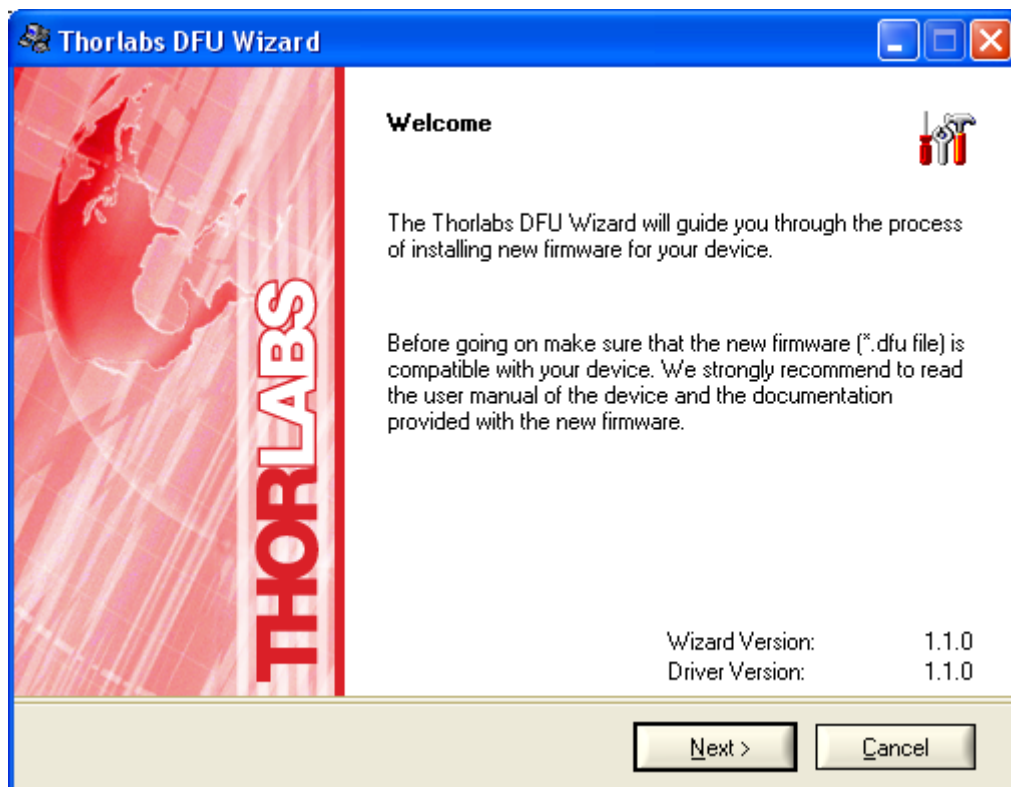 Thorlabs DFU Wizard
THORLABS
Welcome
The Thorlabs DFU Wizard will guide you through the process
of installing new firmware for your device.
Before going on make sure that the new firmware (*.dfu file) is
compatible with your device. We strongly recommend to read
the user manual of the device and the documentation
provided with the new firmware.
Wizard Version: 1.1.0
Driver Version: 1.1.0
Next > Cancel